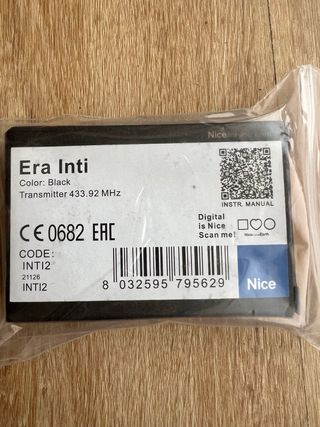 Era Inti
Color: Black
Transmitter 433.92 MHz
INSTR. MANUAL
Digital
is Nice
Scan me!
CE 0682 EAC
CODE:
INTI2
21126
INTI2
8 032595 795629
Nice